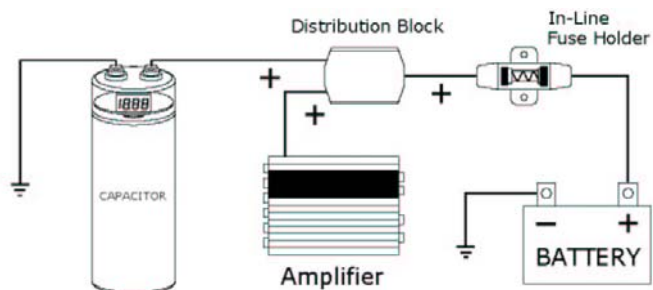 Distribution Block
In-Line
Fuse Holder
+
+
+
1888
CAPACITOR
Amplifier
− +
BATTERY